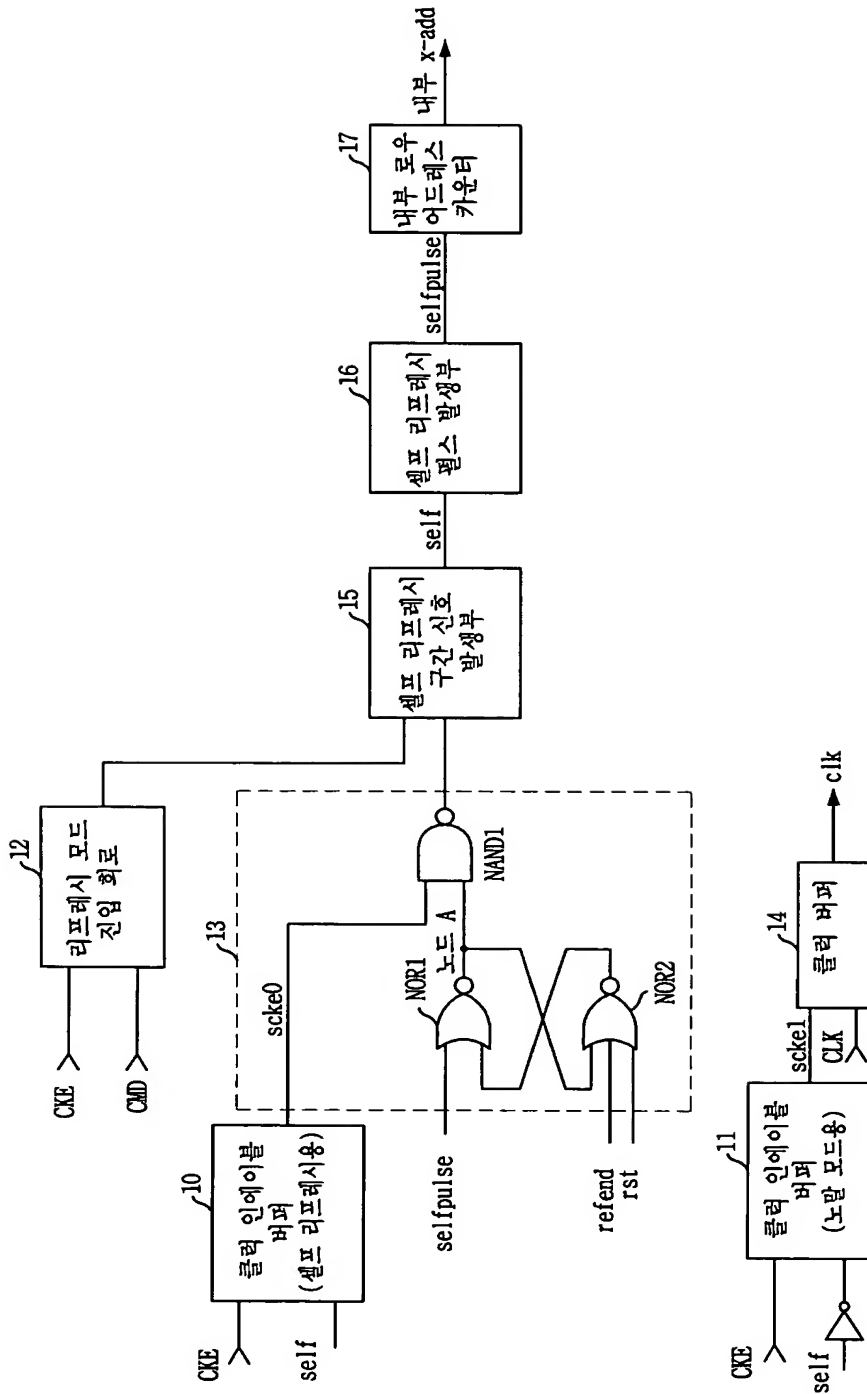 CKE
CMD
12
리프레시 모드
진입 회로
CKE
self
10
클럭 인에이블
버퍼
(셀프 리프레시용)
scke0
13
selfpulse
refend
rst
NOR1
노드 A
NOR2
NAND1
15
셀프 리프레시
구간 신호
발생부
self
16
셀프 리프레시
펄스 발생부
selfpulse
17
내부 로우
어드레스
카운터
내부 x-add
CKE
self
11
클럭 인에이블
버퍼
(노말 모드용)
scke1
CLK
14
클럭 버퍼
clk